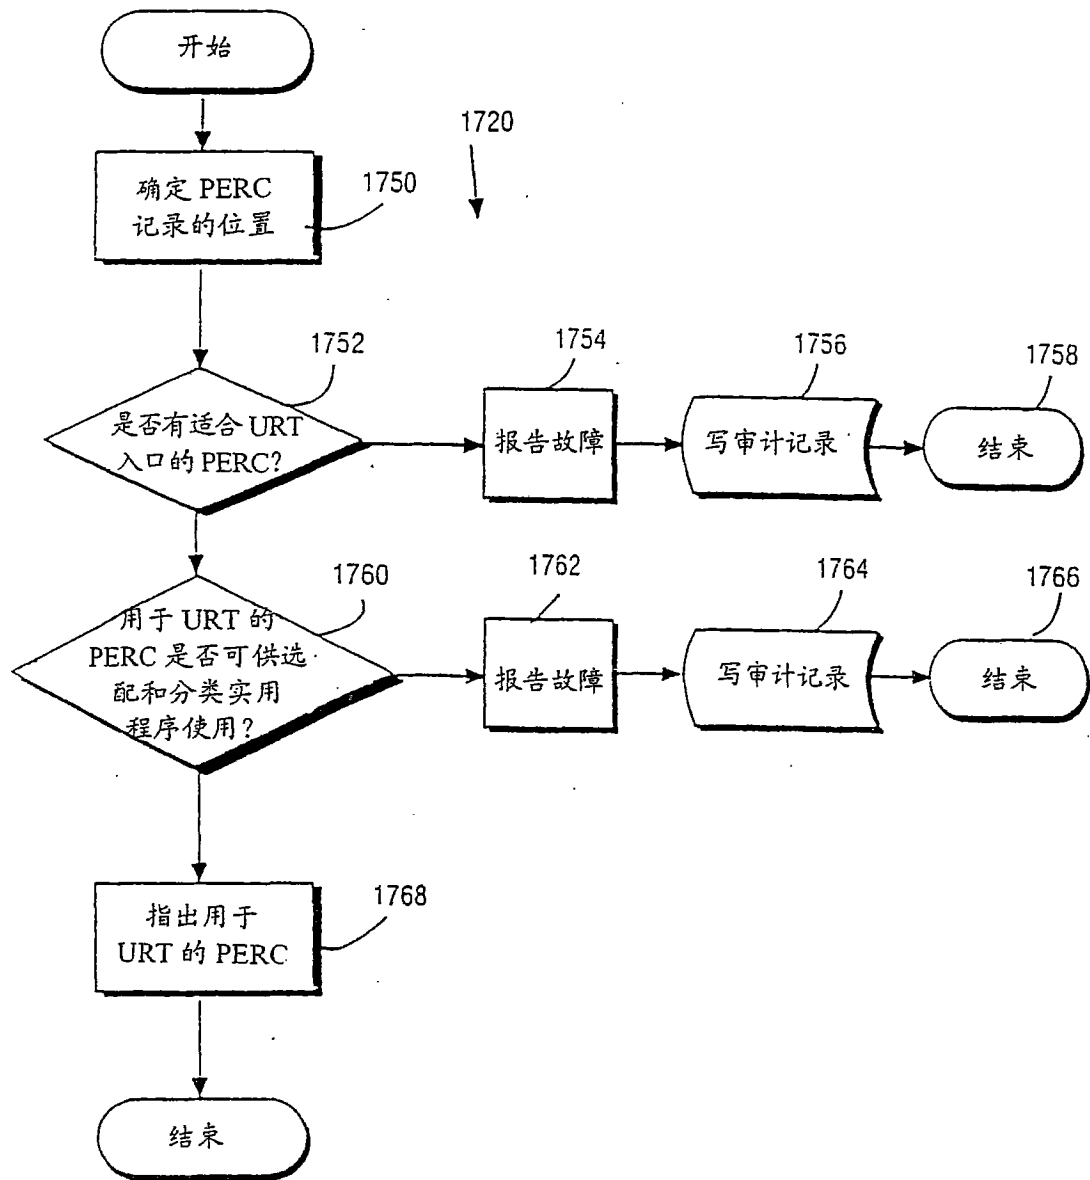 开始
1720
确定 PERC
记录的位置
1750
1752
是否有适合 URT
入口的 PERC?
1754
报告故障
1756
写审计记录
1758
结束
1760
用于 URT 的
PERC 是否可供选
配和分类实用
程序使用?
1762
报告故障
1764
写审计记录
1766
结束
指出用于
URT 的 PERC
1768
结束